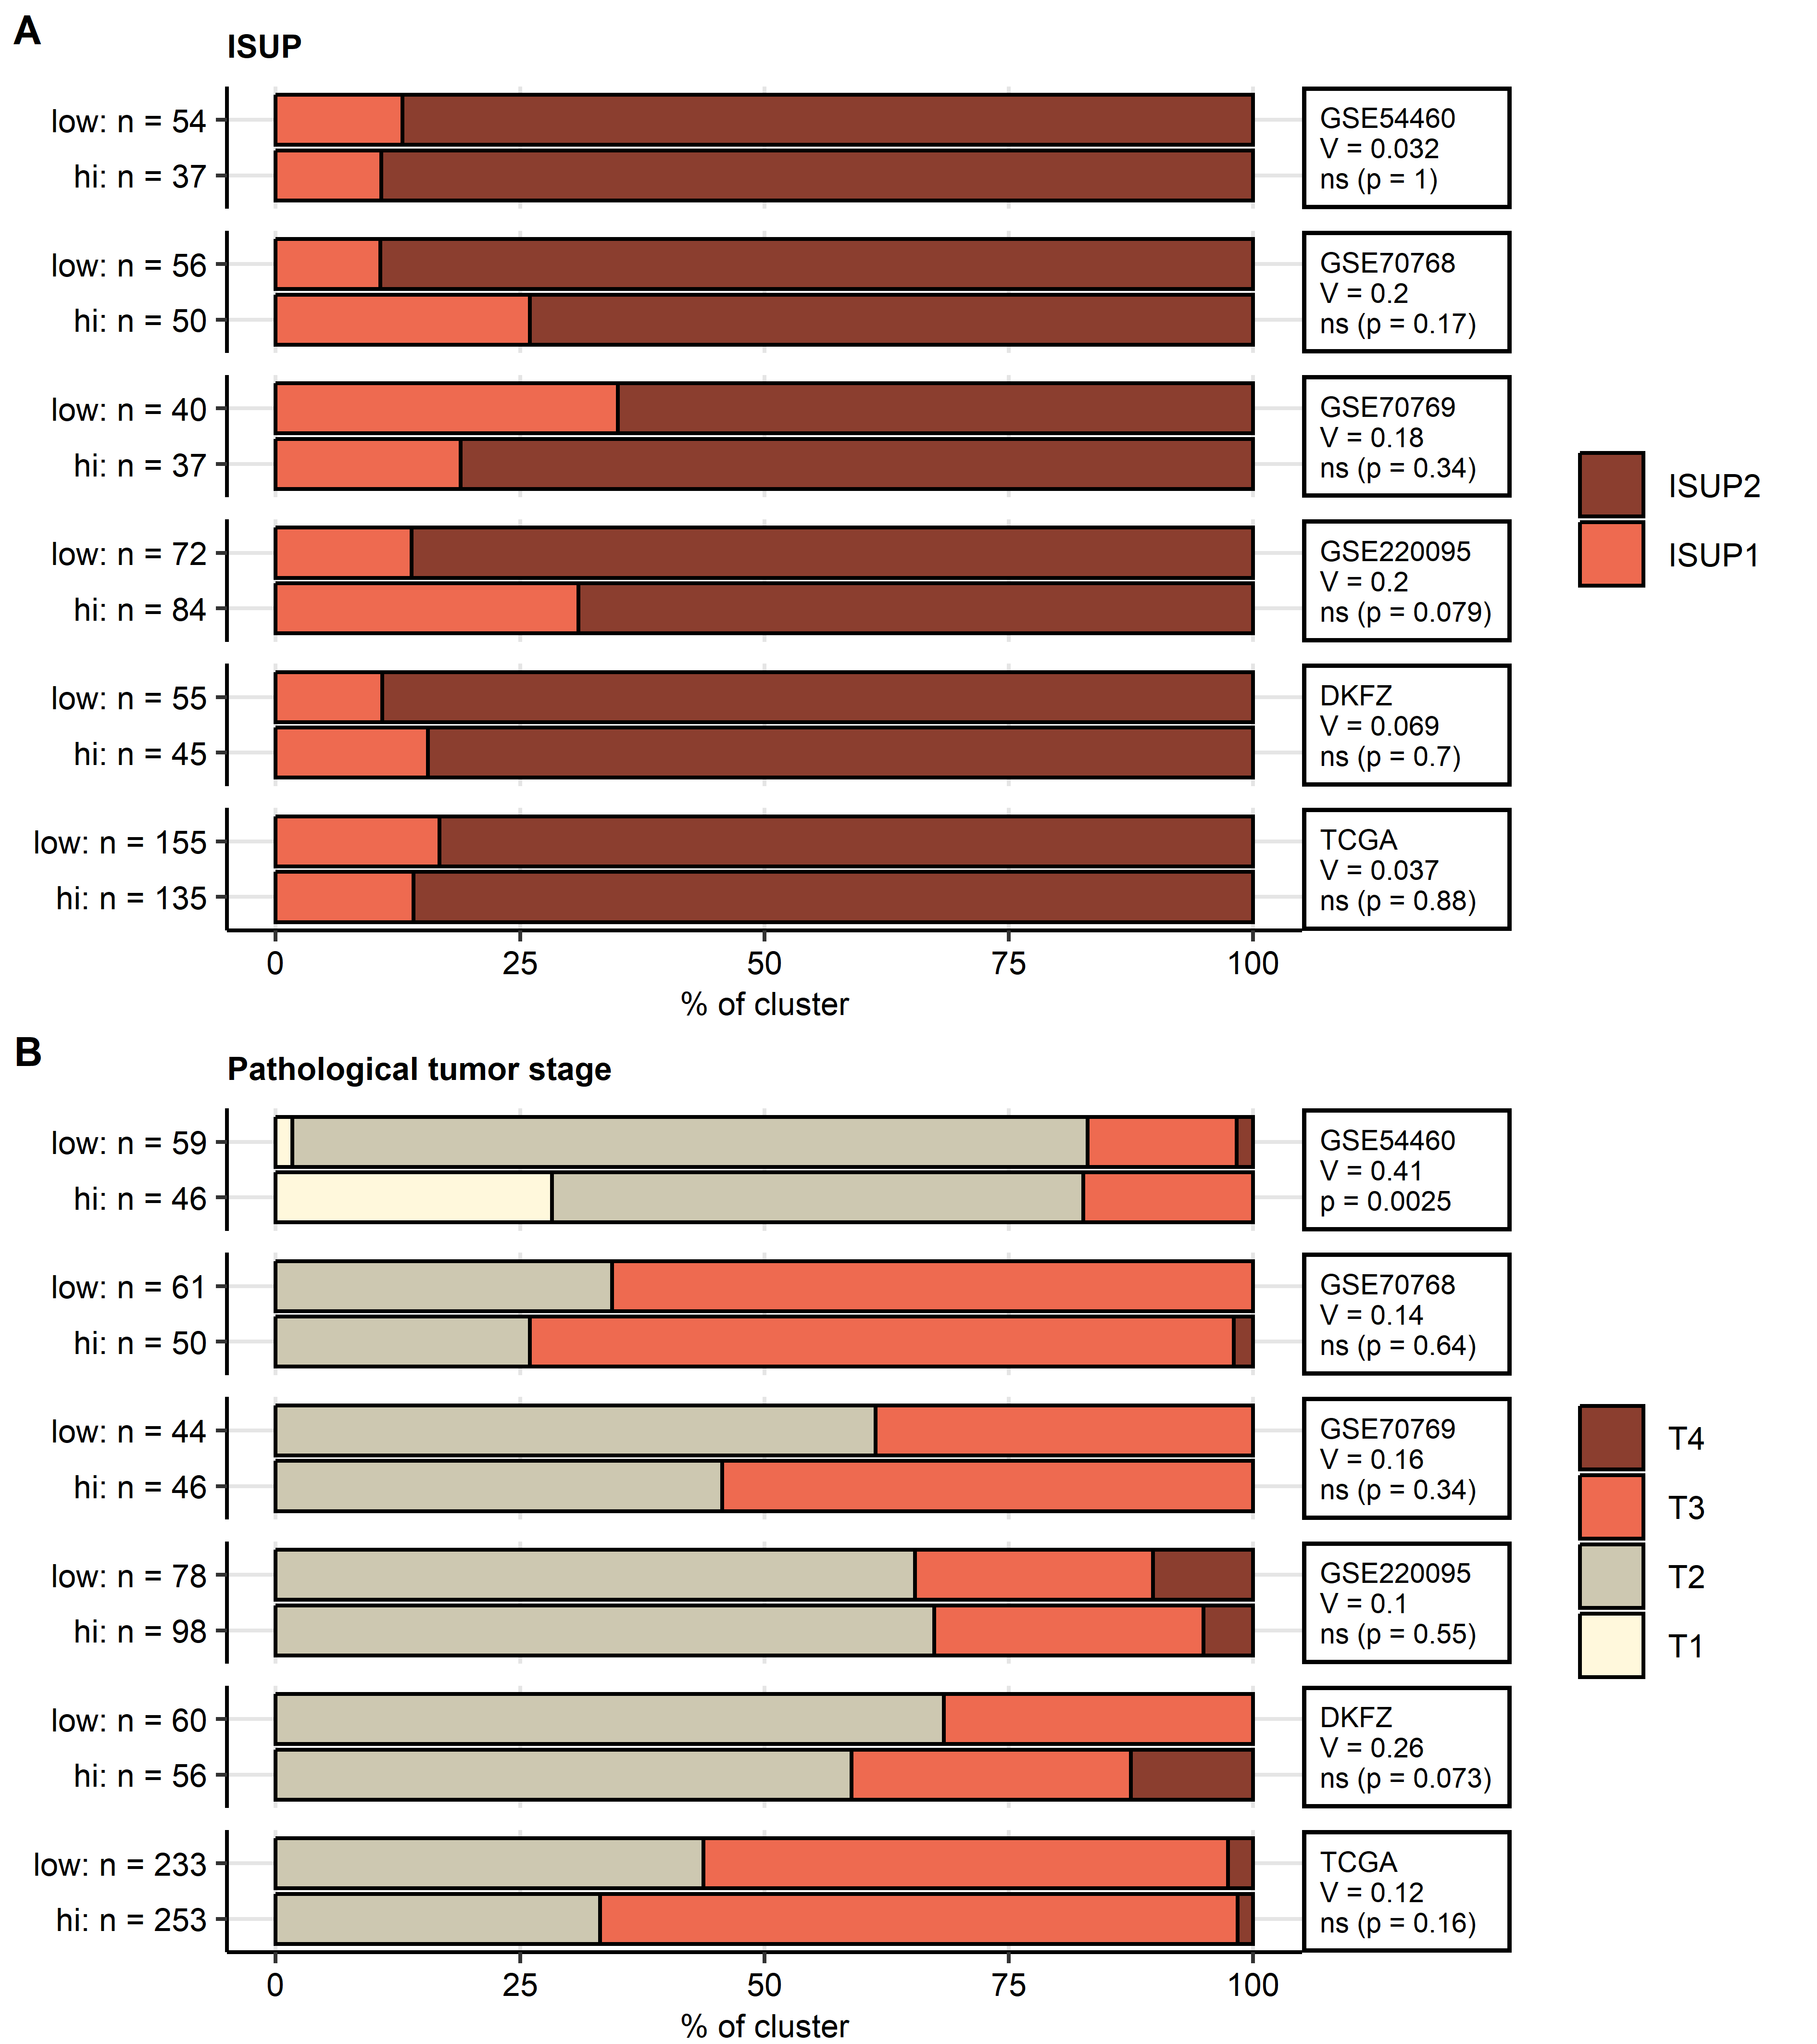 A
ISUP
low: n = 54
hi: n = 37
GSE54460
V = 0.032
ns (p = 1)
low: n = 56
hi: n = 50
GSE70768
V = 0.2
ns (p = 0.17)
low: n = 40
hi: n = 37
GSE70769
V = 0.18
ns (p = 0.34)
low: n = 72
hi: n = 84
GSE220095
V = 0.2
ns (p = 0.079)
low: n = 55
hi: n = 45
DKFZ
V = 0.069
ns (p = 0.7)
low: n = 155
hi: n = 135
TCGA
V = 0.037
ns (p = 0.88)
0 25 50 75 100
% of cluster
ISUP2
ISUP1
B
Pathological tumor stage
low: n = 59
hi: n = 46
GSE54460
V = 0.41
p = 0.0025
low: n = 61
hi: n = 50
GSE70768
V = 0.14
ns (p = 0.64)
low: n = 44
hi: n = 46
GSE70769
V = 0.16
ns (p = 0.34)
low: n = 78
hi: n = 98
GSE220095
V = 0.1
ns (p = 0.55)
low: n = 60
hi: n = 56
DKFZ
V = 0.26
ns (p = 0.073)
low: n = 233
hi: n = 253
TCGA
V = 0.12
ns (p = 0.16)
0 25 50 75 100
% of cluster
T4
T3
T2
T1